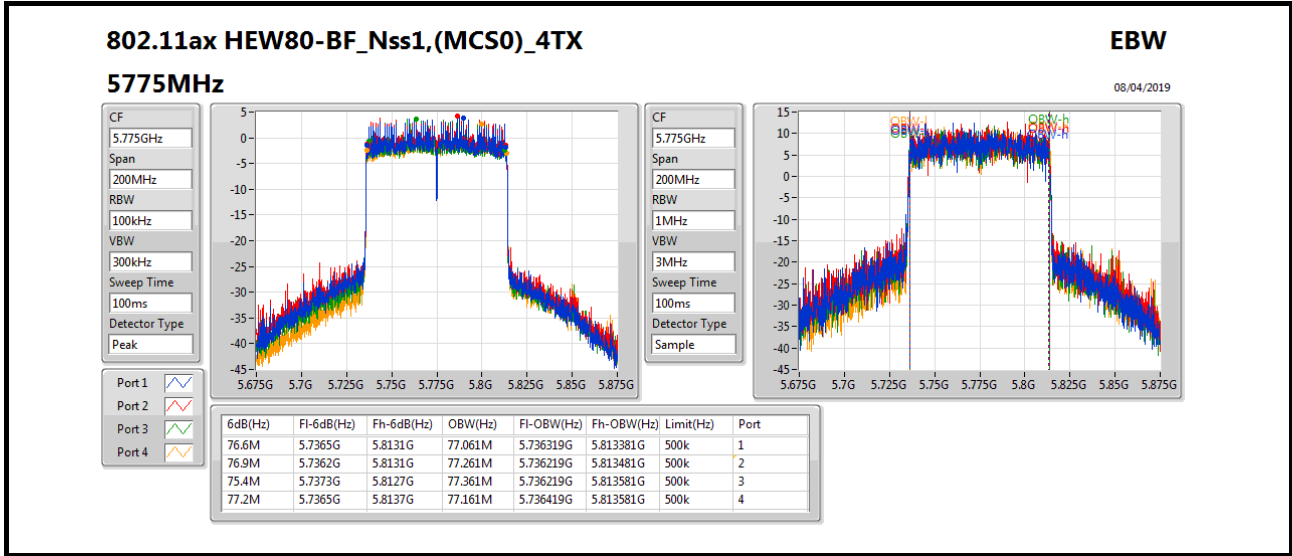 802.11ax HEW80-BF_Nss1,(MCS0)_4TX
EBW
5775MHz
08/04/2019
CF
5.775GHz
Span
200MHz
RBW
100kHz
VBW
300kHz
Sweep Time
100ms
Detector Type
Peak
5
0
-5
-10
-15
-20
-25
-30
-35
-40
-45
5.675G 5.7G 5.725G 5.75G 5.775G 5.8G 5.825G 5.85G 5.875G
CF
5.775GHz
Span
200MHz
RBW
1MHz
VBW
3MHz
Sweep Time
100ms
Detector Type
Sample
15
10
5
0
-5
-10
-15
-20
-25
-30
-35
-40
-45
OBW-l
OBW-h
5.675G 5.7G 5.725G 5.75G 5.775G 5.8G 5.825G 5.85G 5.875G
Port 1
Port 2
Port 3
Port 4
6dB(Hz) Fl-6dB(Hz) Fh-6dB(Hz) OBW(Hz) Fl-OBW(Hz) Fh-OBW(Hz) Limit(Hz) Port
76.6M 5.7365G 5.8131G 77.061M 5.736319G 5.813381G 500k 1
76.9M 5.7362G 5.8131G 77.261M 5.736219G 5.813481G 500k 2
75.4M 5.7373G 5.8127G 77.361M 5.736219G 5.813581G 500k 3
77.2M 5.7365G 5.8137G 77.161M 5.736419G 5.813581G 500k 4